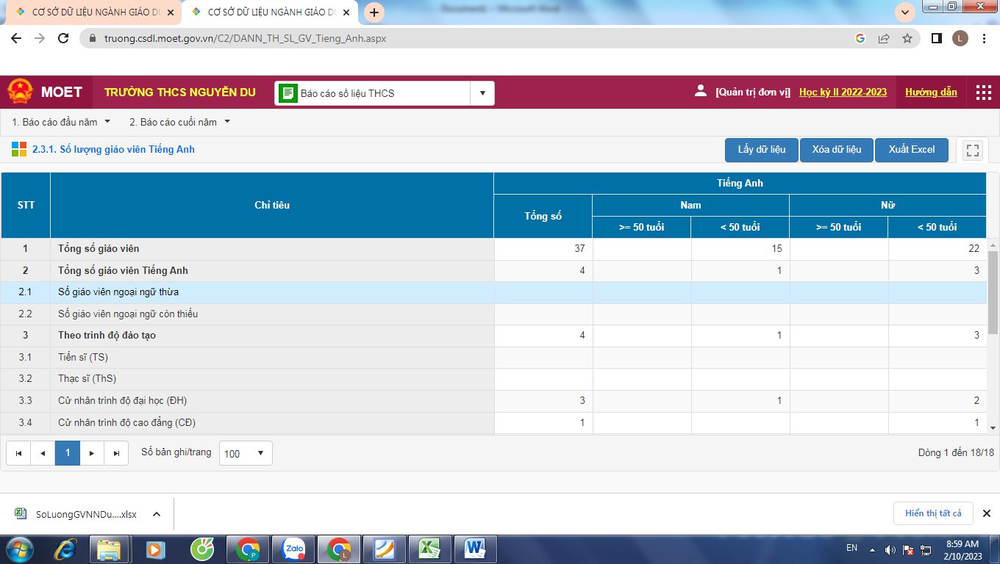 CƠ SỞ DỮ LIỆU NGÀNH GIÁO DỤ
CƠ SỞ DỮ LIỆU NGÀNH GIÁO DỤ
Document1 - Microsoft Word
truong.csdl.moet.gov.vn/C2/DANN_TH_SL_GV_Tieng_Anh.aspx
L
MOET TRƯỜNG THCS NGUYỄN DU Báo cáo số liệu THCS [Quản trị đơn vị] Học kỳ II 2022-2023 Hướng dẫn
1. Báo cáo đầu năm 2. Báo cáo cuối năm
2.3.1. Số lượng giáo viên Tiếng Anh Lấy dữ liệu Xóa dữ liệu Xuất Excel
STT Chỉ tiêu Tiếng Anh
Tổng số Nam Nữ
>= 50 tuổi < 50 tuổi >= 50 tuổi < 50 tuổi
1 Tổng số giáo viên 37 15 22
2 Tổng số giáo viên Tiếng Anh 4 1 3
2.1 Số giáo viên ngoại ngữ thừa
2.2 Số giáo viên ngoại ngữ còn thiếu
3 Theo trình độ đào tạo 4 1 3
3.1 Tiến sĩ (TS)
3.2 Thạc sĩ (ThS)
3.3 Cử nhân trình độ đại học (ĐH) 3 1 2
3.4 Cử nhân trình độ cao đẳng (CĐ) 1 1
1 Số bản ghi/trang 100 Dòng 1 đến 18/18
SoLuongGVNNDu....xlsx Hiển thị tất cả
P Zalo L EN 8:59 AM
2/10/2023